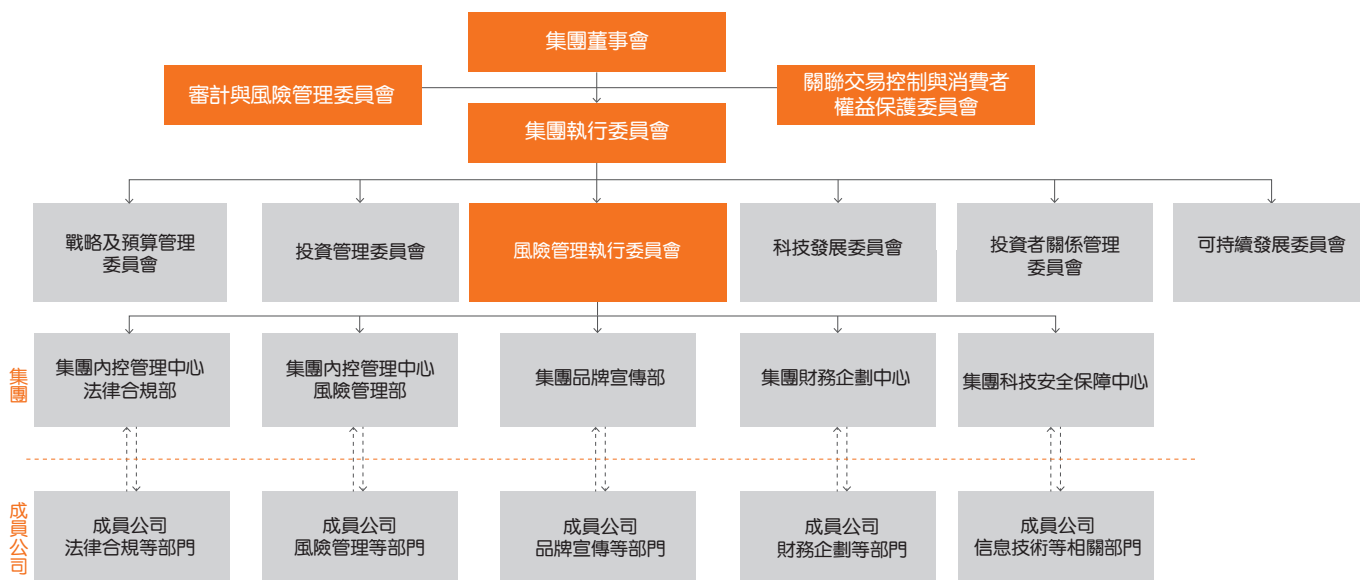 集團董事會
審計與風險管理委員會
關聯交易控制與消費者
權益保護委員會
集團執行委員會
戰略及預算管理
委員會
投資管理委員會
風險管理執行委員會
科技發展委員會
投資者關係管理
委員會
可持續發展委員會
集團
集團內控管理中心
法律合規部
集團內控管理中心
風險管理部
集團品牌宣傳部
集團財務企劃中心
集團科技安全保障中心
成員公司
成員公司
法律合規等部門
成員公司
風險管理等部門
成員公司
品牌宣傳等部門
成員公司
財務企劃等部門
成員公司
信息技術等相關部門